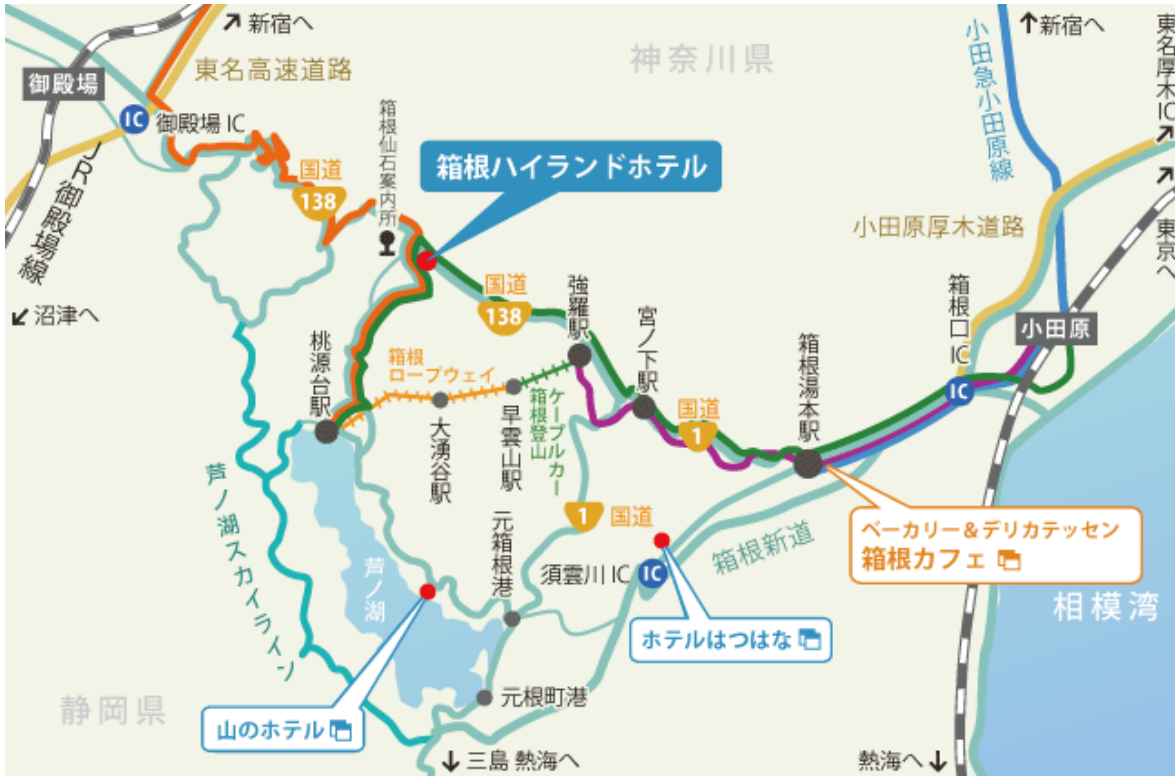 ↗新宿へ
東名高速道路
神奈川県
↑新宿へ
小田急小田原線
東名厚木IC
↗
御殿場
IC
御殿場 IC
JR御殿場線
↙沼津へ
国道
138
箱根仙石案内所
箱根ハイランドホテル
国道
138
小田原厚木道路
↗
東京へ
箱根口IC
IC
小田原
強羅駅
宮ノ下駅
箱根湯本駅
桃源台駅
箱根
ロープウェイ
大湧谷駅
早雲山駅
箱根登山
ケーブルカー
国道
1
1
国道
芦ノ湖スカイライン
芦ノ湖
元箱根港
須雲川 IC
IC
箱根新道
ベーカリー&デリカテッセン
箱根カフェ
相模湾
ホテルはつはな
山のホテル
元根町港
静岡県
↓三島 熱海へ
熱海へ↓